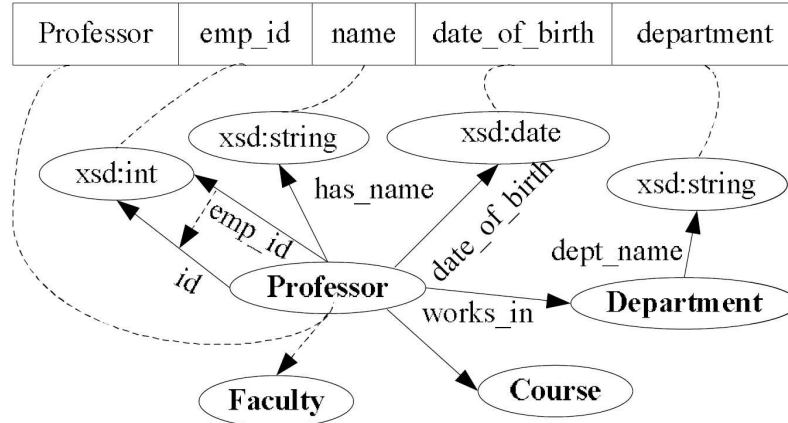 Professor emp_id name date_of_birth department
xsd:string xsd:date
xsd:int xsd:string
has_name
emp_id
date_of_birth
id
dept_name
Professor
works_in
Department
Faculty
Course